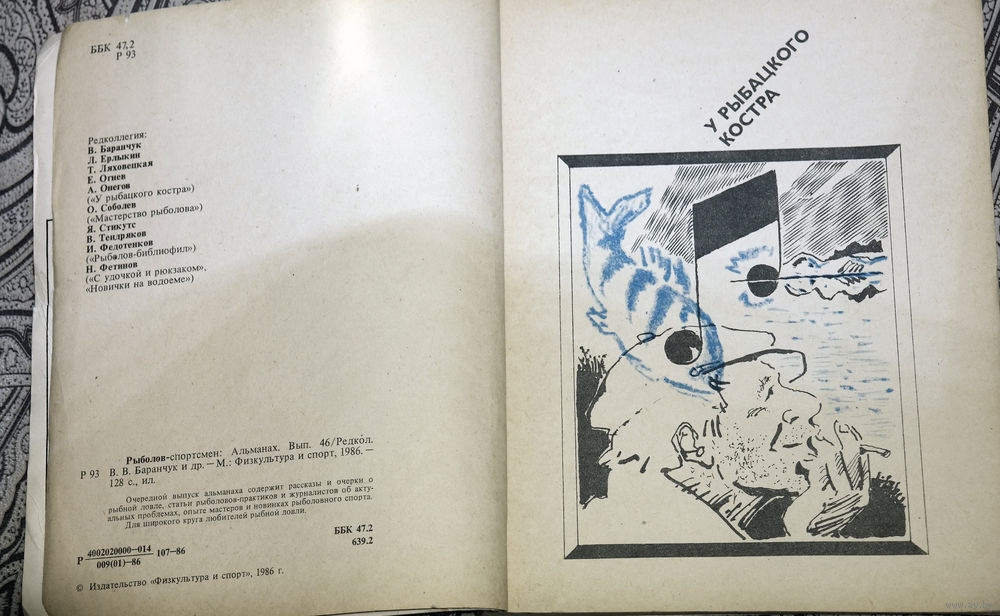 ББК 47.2
Р 93
Редколлегия:
В. Баранчук
Л. Ерлыкин
Т. Ляховецкая
Е. Огнев
А. Онегов
(«У рыбацкого костра»)
О. Соболев
(«Мастерство рыболова»)
Я. Стикутс
В. Тендряков
И. Федотенков
(«Рыболов-библиофил»)
Н. Фетинов
(«С удочкой и рюкзаком»,
«Новички на водоеме»)
Рыболов-спортсмен: Альманах. Вып. 46/Редкол.
Р 93 В. В. Баранчук и др. — М.: Физкультура и спорт, 1986. —
128 с., ил.
Очередной выпуск альманаха содержит рассказы и очерки о
рыбной ловле, статьи рыболовов-практиков и журналистов об акту-
альных проблемах, опыте мастеров и новинках рыболовного спорта.
Для широкого круга любителей рыбной ловли.
ББК 47.2
639.2
Р 4002020000—014
009(01)—86
107—86
© Издательство «Физкультура и спорт», 1986 г.
У РЫБАЦКОГО
КОСТРА